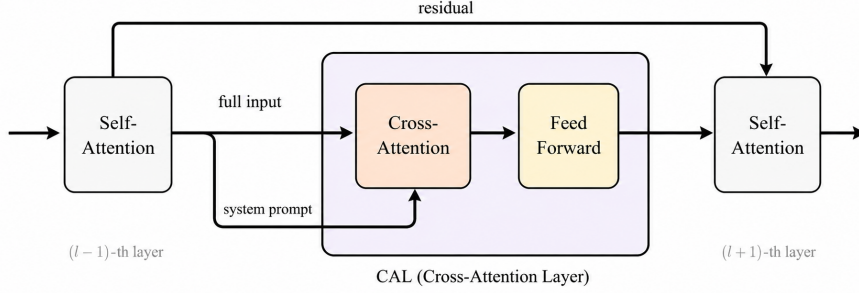 residual
full input
Self-
Attention
Cross-
Attention
Feed
Forward
Self-
Attention
system prompt
(l − 1)-th layer
(l + 1)-th layer
CAL (Cross-Attention Layer)